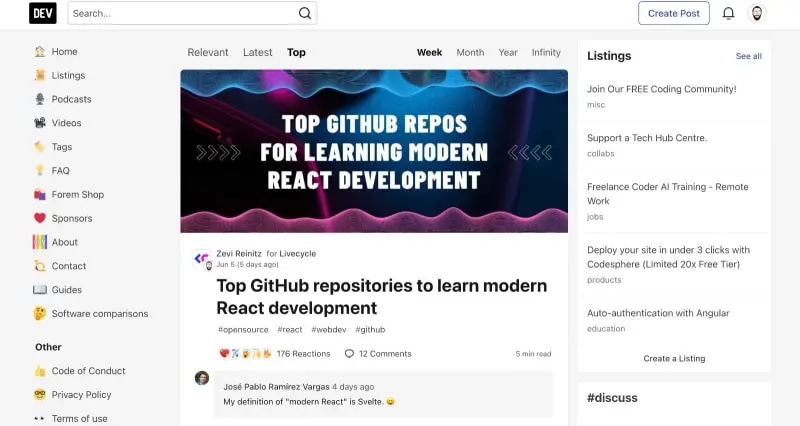 DEV
Search...
Create Post
Home
Listings
Podcasts
Videos
Tags
FAQ
Forem Shop
Sponsors
About
Contact
Guides
Software comparisons
Other
Code of Conduct
Privacy Policy
Terms of use
Relevant Latest Top
Week Month Year Infinity
TOP GITHUB REPOS
FOR LEARNING MODERN
REACT DEVELOPMENT
Zevi Reinitz for Livecycle
Jun 5 (5 days ago)
Top GitHub repositories to learn modern
React development
#opensource #react #webdev #github
176 Reactions 12 Comments 5 min read
José Pablo Ramírez Vargas 4 days ago
My definition of "modern React" is Svelte. 😄
Listings See all
Join Our FREE Coding Community!
misc
Support a Tech Hub Centre.
collabs
Freelance Coder AI Training - Remote
Work
jobs
Deploy your site in under 3 clicks with
Codesphere (Limited 20x Free Tier)
products
Auto-authentication with Angular
education
Create a Listing
#discuss